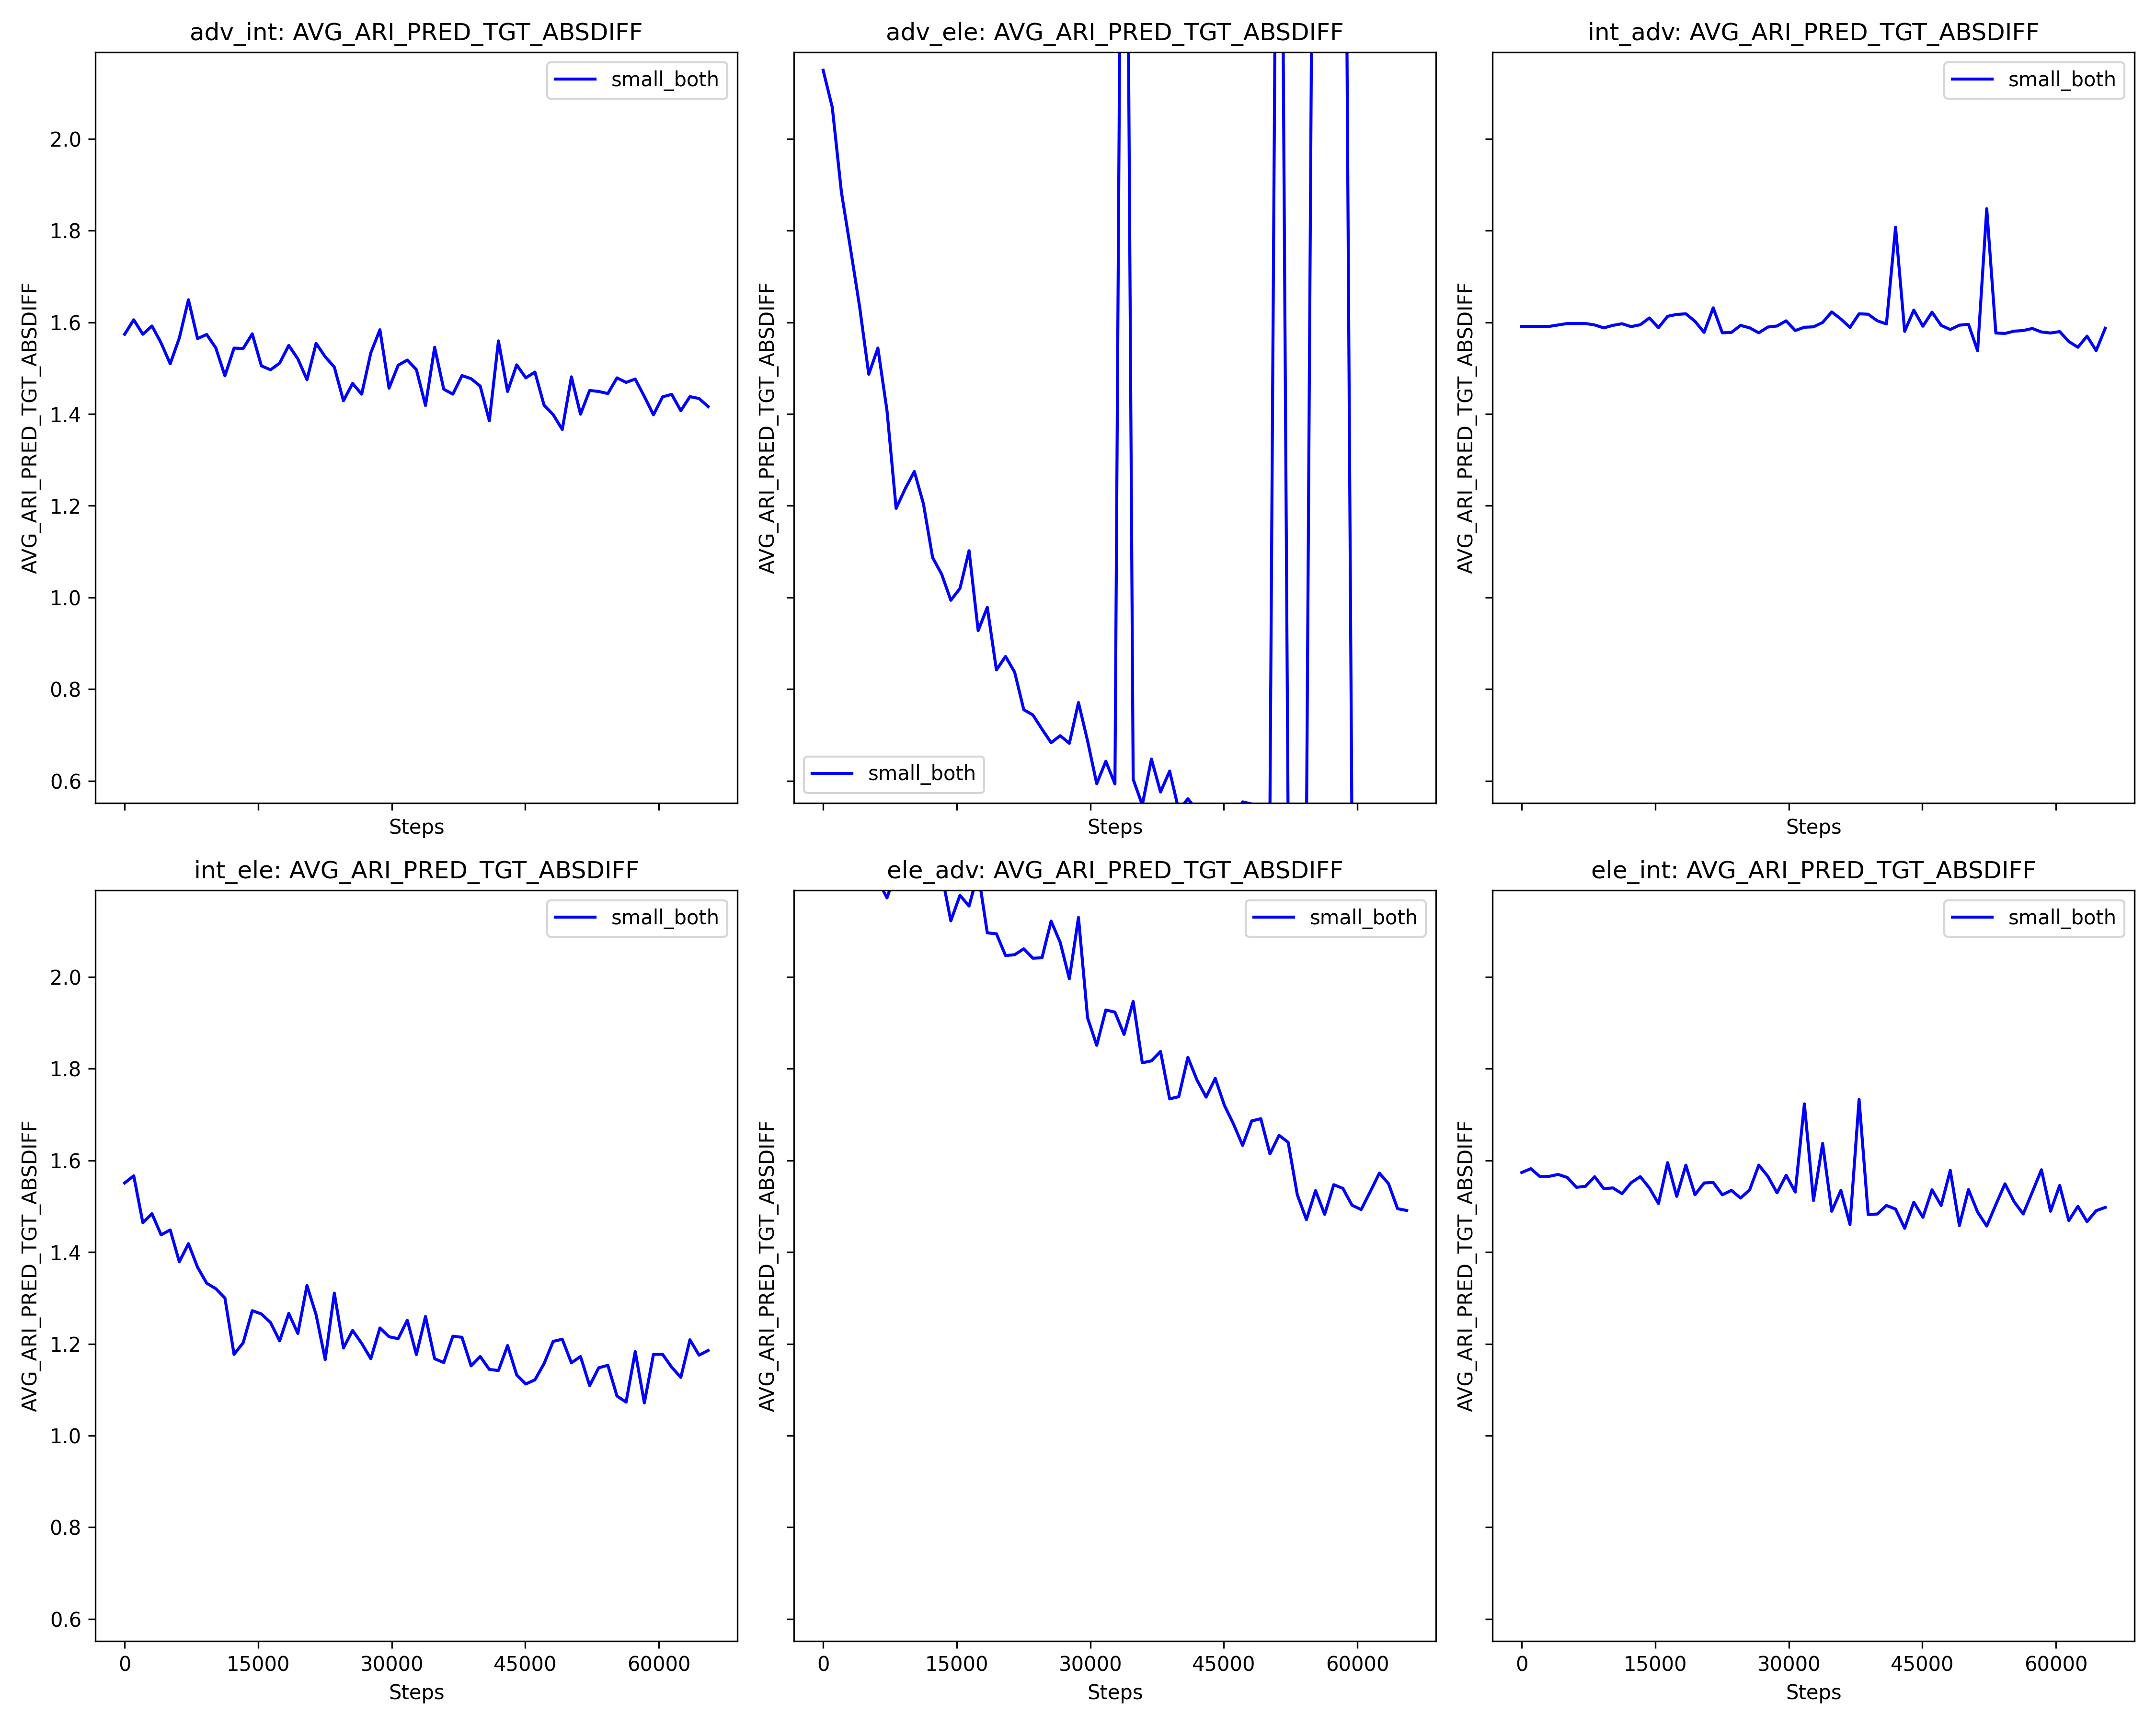 adv_int: AVG_ARI_PRED_TGT_ABSDIFF
adv_ele: AVG_ARI_PRED_TGT_ABSDIFF
int_adv: AVG_ARI_PRED_TGT_ABSDIFF
small_both
small_both
small_both
AVG_ARI_PRED_TGT_ABSDIFF
AVG_ARI_PRED_TGT_ABSDIFF
AVG_ARI_PRED_TGT_ABSDIFF
2.0
1.8
1.6
1.4
1.2
1.0
0.8
0.6
Steps
Steps
Steps
int_ele: AVG_ARI_PRED_TGT_ABSDIFF
ele_adv: AVG_ARI_PRED_TGT_ABSDIFF
ele_int: AVG_ARI_PRED_TGT_ABSDIFF
small_both
small_both
small_both
AVG_ARI_PRED_TGT_ABSDIFF
AVG_ARI_PRED_TGT_ABSDIFF
AVG_ARI_PRED_TGT_ABSDIFF
2.0
1.8
1.6
1.4
1.2
1.0
0.8
0.6
0 15000 30000 45000 60000
0 15000 30000 45000 60000
0 15000 30000 45000 60000
Steps
Steps
Steps